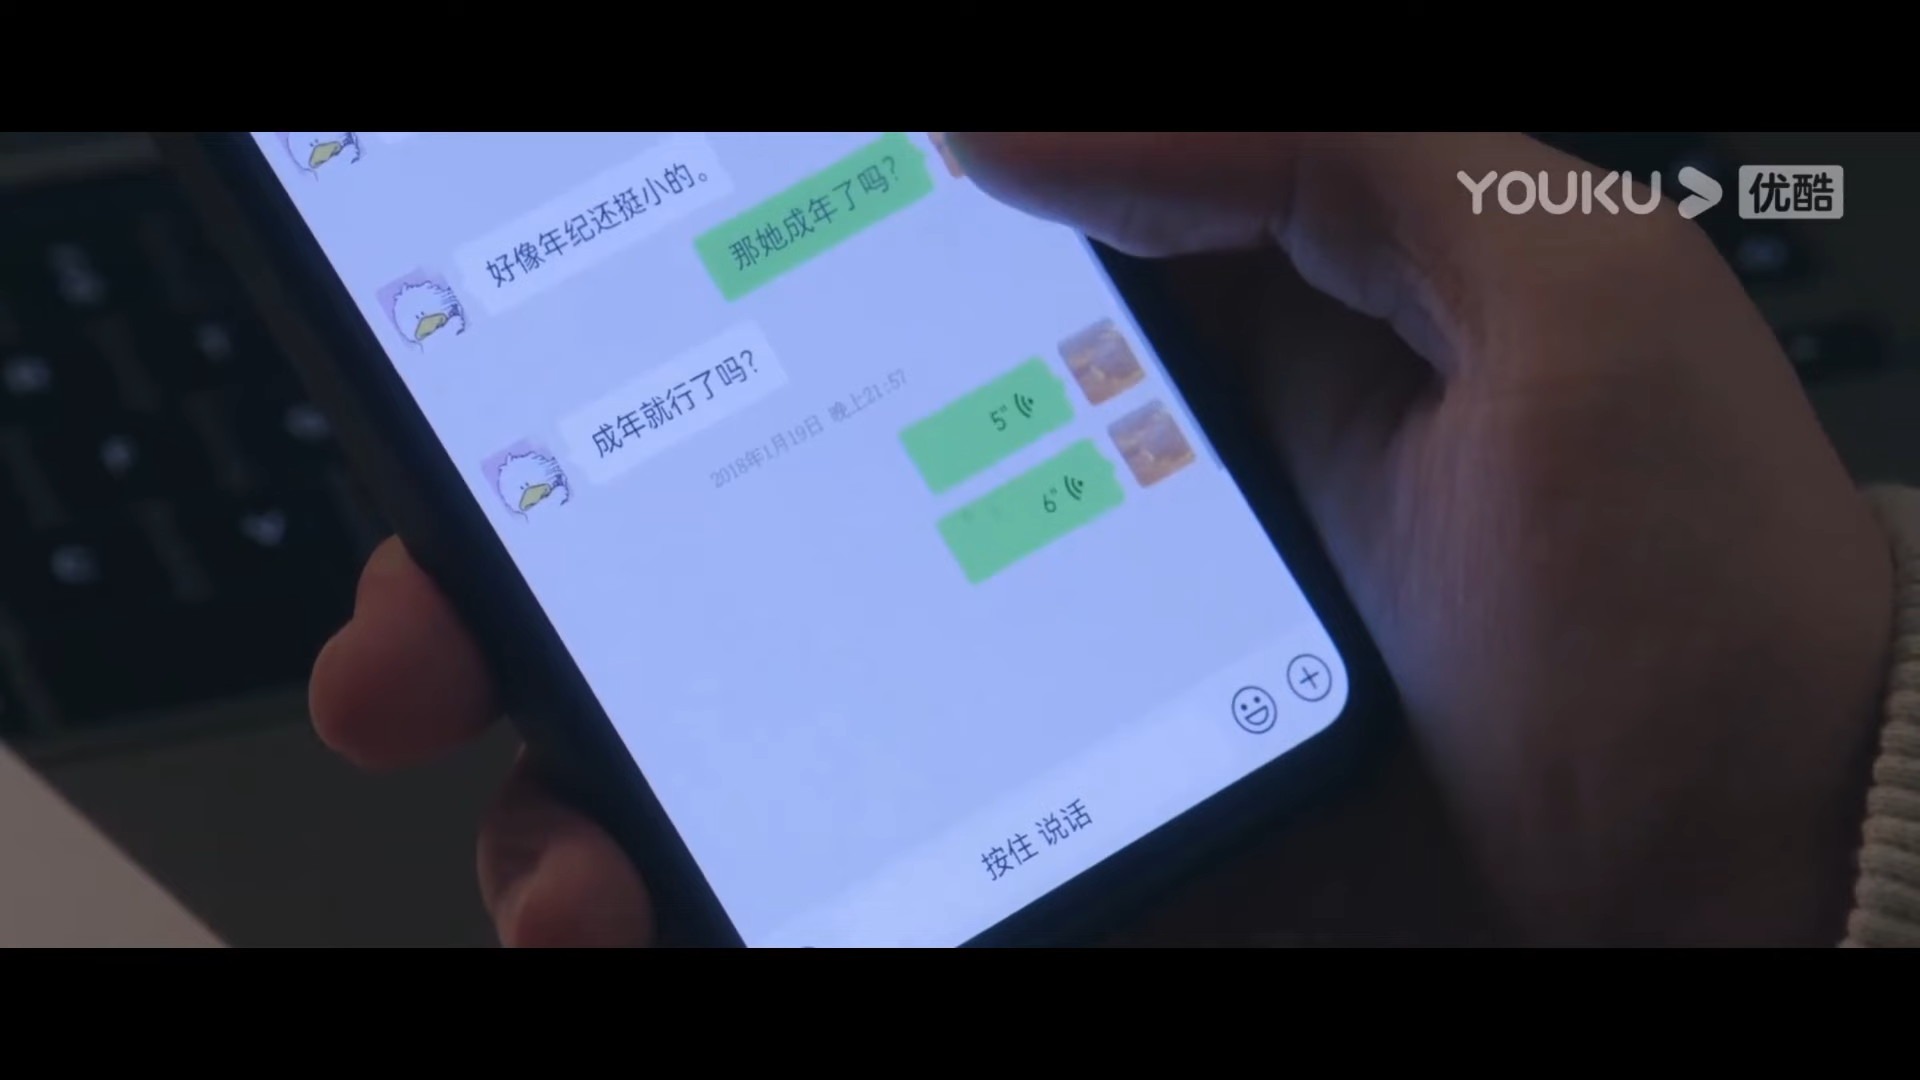 YOUKU 优酷
好像年纪还挺小的。
那她成年了吗？
成年就行了吗？
2018年1月19日 晚上21:57
5"
6"
按住 说话